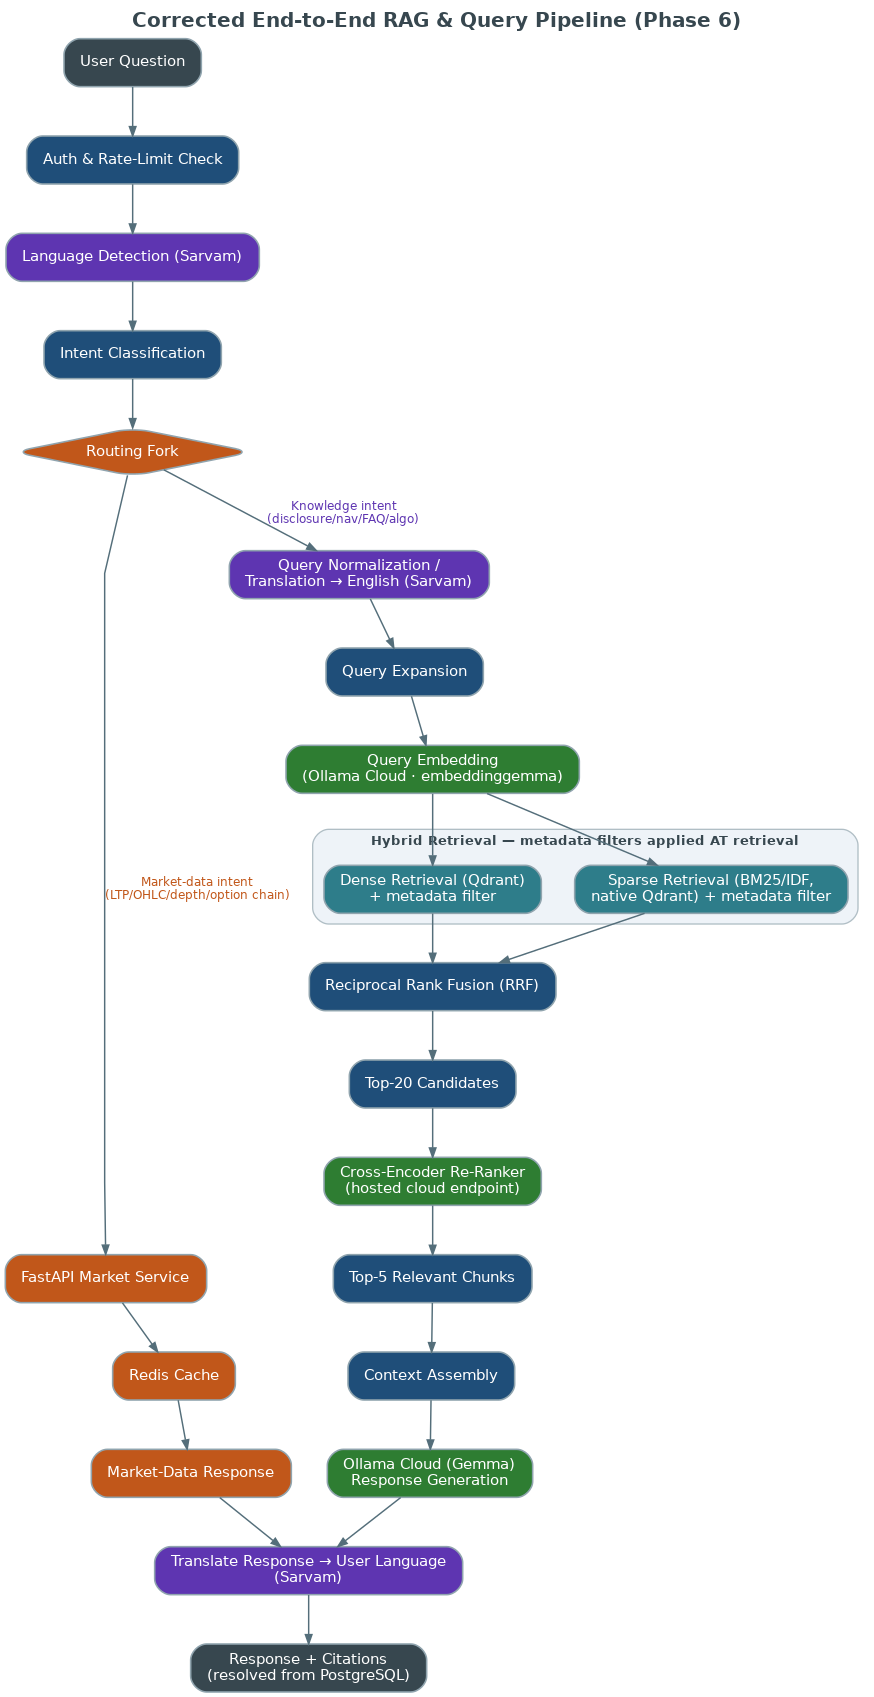 Corrected End-to-End RAG & Query Pipeline (Phase 6)
User Question
Auth & Rate-Limit Check
Language Detection (Sarvam)
Intent Classification
Routing Fork
Knowledge intent
(disclosure/nav/FAQ/algo)
Query Normalization /
Translation → English (Sarvam)
Query Expansion
Query Embedding
(Ollama Cloud · embeddinggemma)
Hybrid Retrieval — metadata filters applied AT retrieval
Dense Retrieval (Qdrant)
+ metadata filter
Sparse Retrieval (BM25/IDF,
native Qdrant) + metadata filter
Market-data intent
(LTP/OHLC/depth/option chain)
Reciprocal Rank Fusion (RRF)
Top-20 Candidates
Cross-Encoder Re-Ranker
(hosted cloud endpoint)
FastAPI Market Service
Top-5 Relevant Chunks
Redis Cache
Context Assembly
Market-Data Response
Ollama Cloud (Gemma)
Response Generation
Translate Response → User Language
(Sarvam)
Response + Citations
(resolved from PostgreSQL)